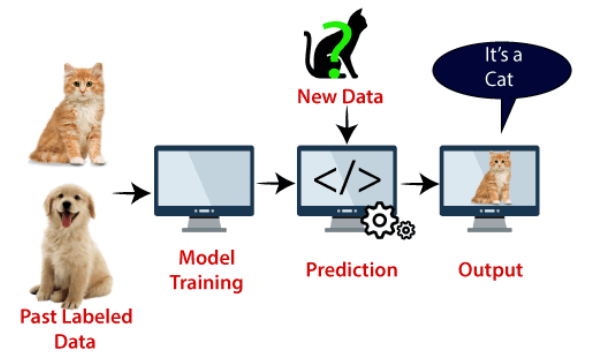 ?
New Data
It's a
Cat
</>
Model
Training
Prediction
Output
Past Labeled
Data